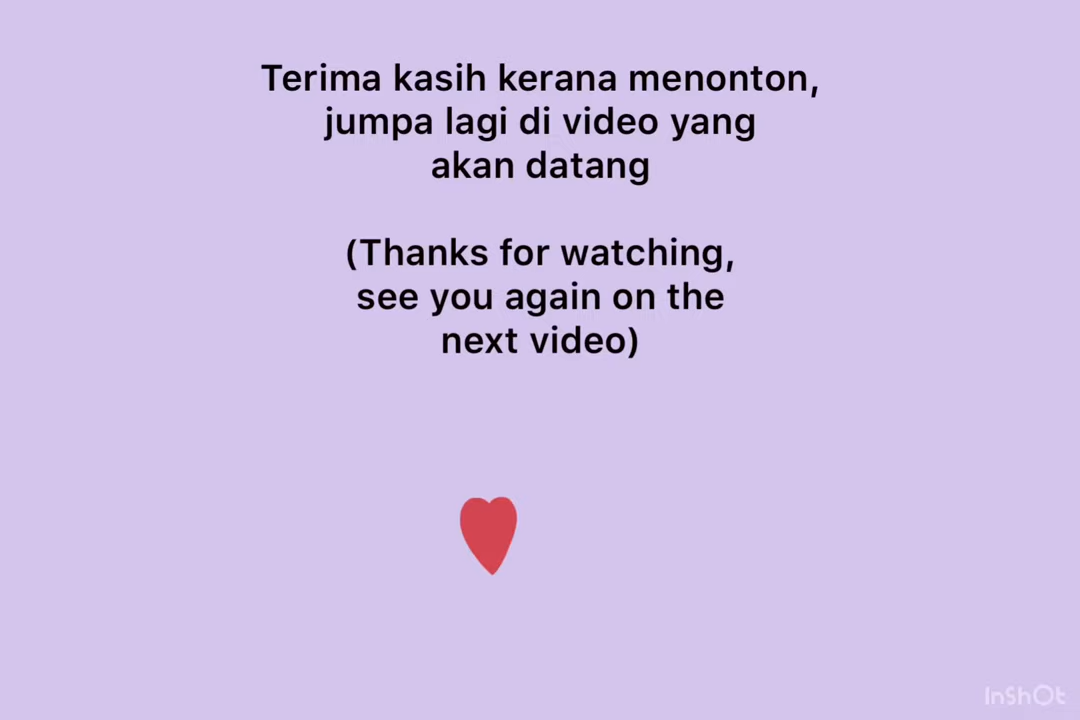 Terima kasih kerana menonton,
jumpa lagi di video yang
akan datang
(Thanks for watching,
see you again on the
next video)
InShOt